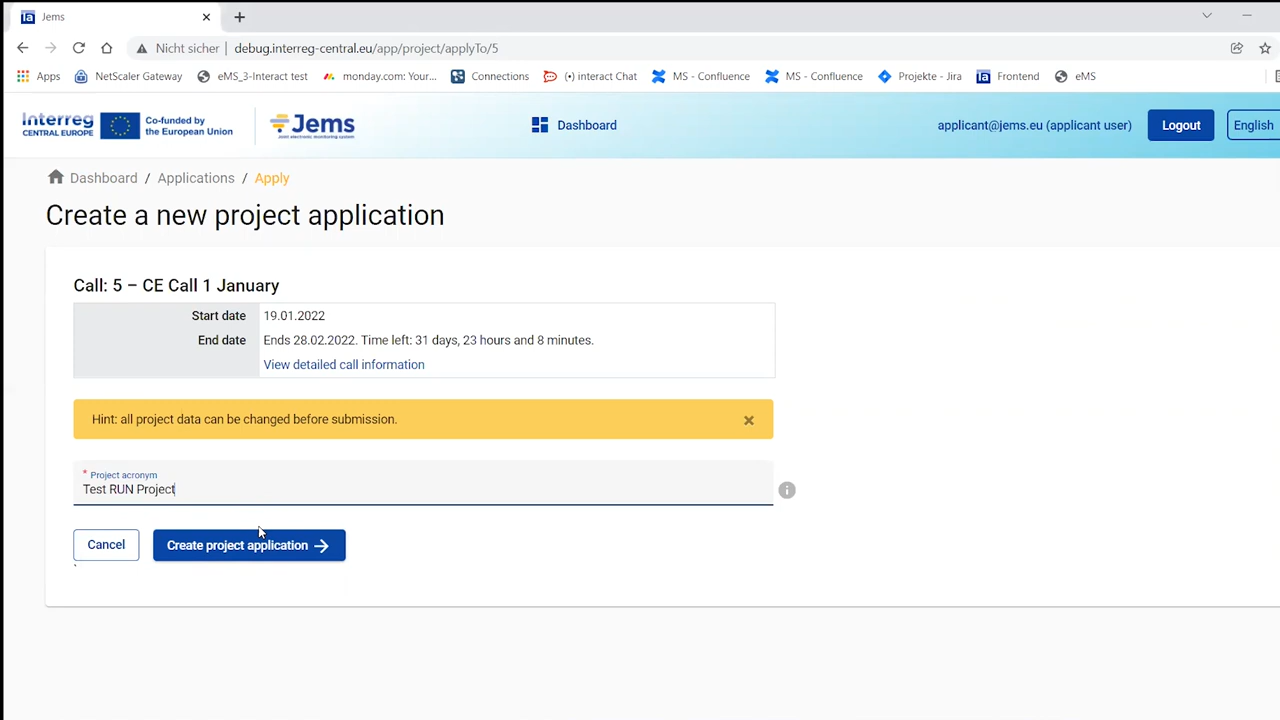 Jems
Nicht sicher debug.interreg-central.eu/app/project/applyTo/5
Apps NetScaler Gateway eMS_3-Interact test monday.com: Your... Connections (•) interact Chat MS - Confluence MS - Confluence Projekte - Jira Frontend eMS
Interreg
CENTRAL EUROPE
Co-funded by
the European Union
Jems
Joint electronic monitoring system
Dashboard
applicant@jems.eu (applicant user)
Logout
English
Dashboard / Applications / Apply
Create a new project application
Call: 5 – CE Call 1 January
Start date 19.01.2022
End date Ends 28.02.2022. Time left: 31 days, 23 hours and 8 minutes.
View detailed call information
Hint: all project data can be changed before submission.
* Project acronym
Test RUN Project
Cancel Create project application